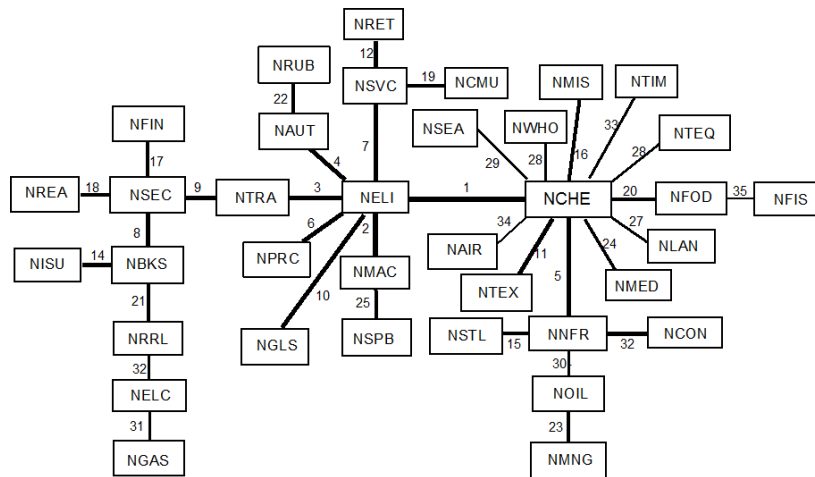 NRET
12
NRUB
NSVC
19
NCMU
NMIS
NTIM
22
NFIN
NAUT
NSEA
NWHO
33
NTEQ
16
28
29
28
17
4
7
NREA
18
NSEC
9
NTRA
3
NELI
1
NCHE
20
NFOD
35
NFIS
6
2
34
27
8
NPRC
NAIR
11
24
NLAN
NISU
14
NBKS
NMAC
5
NTEX
NMED
10
21
25
NGLS
NSPB
NSTL
15
NNFR
32
NCON
NRRL
30
32
NELC
NOIL
31
23
NGAS
NMNG